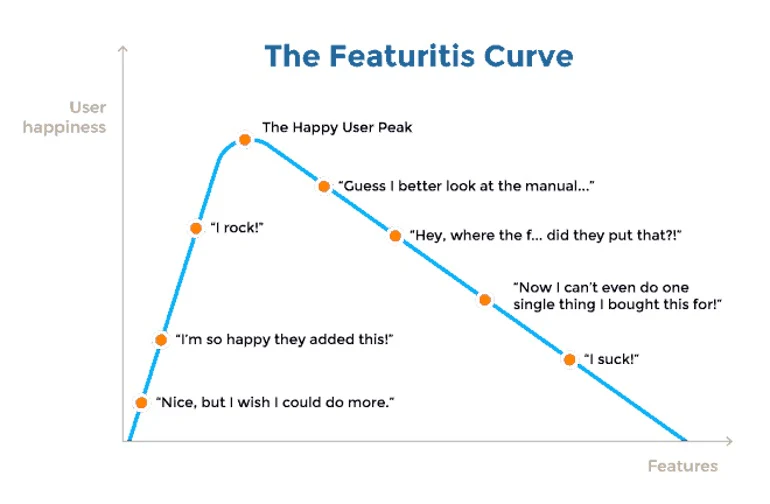 The Featuritis Curve
User
happiness
The Happy User Peak
“Guess I better look at the manual...”
“I rock!”
“Hey, where the f... did they put that?!”
“Now I can’t even do one
single thing I bought this for!”
“I’m so happy they added this!”
“I suck!”
“Nice, but I wish I could do more.”
Features